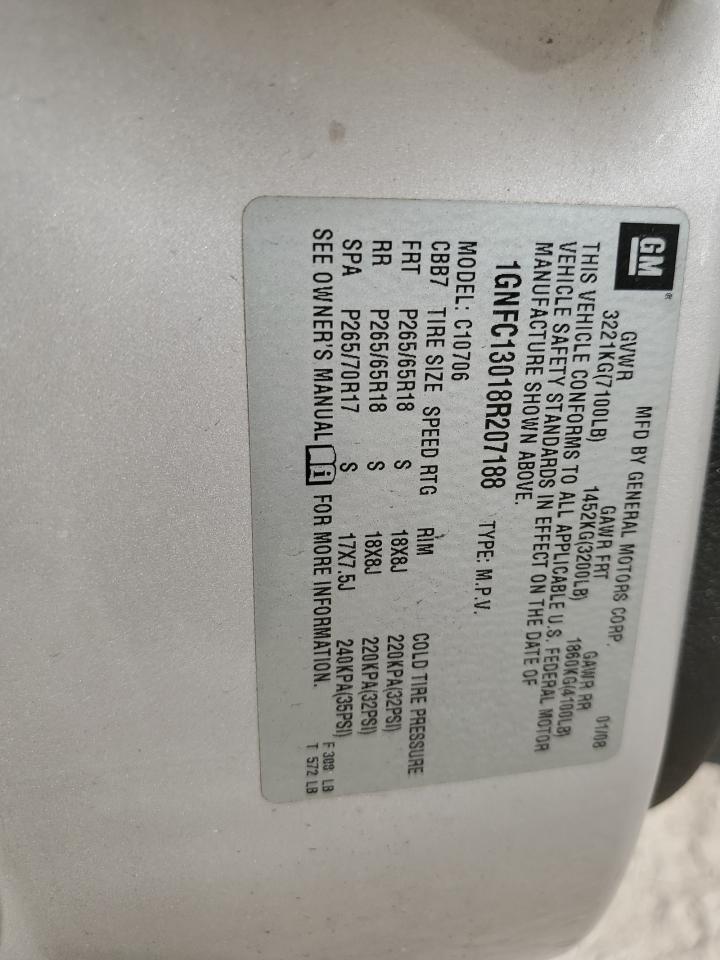 GM ®
MFD BY GENERAL MOTORS CORP. 01/08
GVWR GAWR FRT GAWR RR
3221KG(7100LB) 1452KG(3200LB) 1860KG(4100LB)
THIS VEHICLE CONFORMS TO ALL APPLICABLE U.S. FEDERAL MOTOR
VEHICLE SAFETY STANDARDS IN EFFECT ON THE DATE OF
MANUFACTURE SHOWN ABOVE.
1GNFC13018R207188 TYPE: M.P.V.
MODEL: C10706
CBB7 TIRE SIZE SPEED RTG RIM COLD TIRE PRESSURE
FRT P265/65R18 S 18X8J 220KPA(32PSI)
RR P265/65R18 S 18X8J 220KPA(32PSI)
SPA P265/70R17 S 17X7.5J 240KPA(35PSI)
SEE OWNER'S MANUAL i FOR MORE INFORMATION.
F LB
T 572 LB